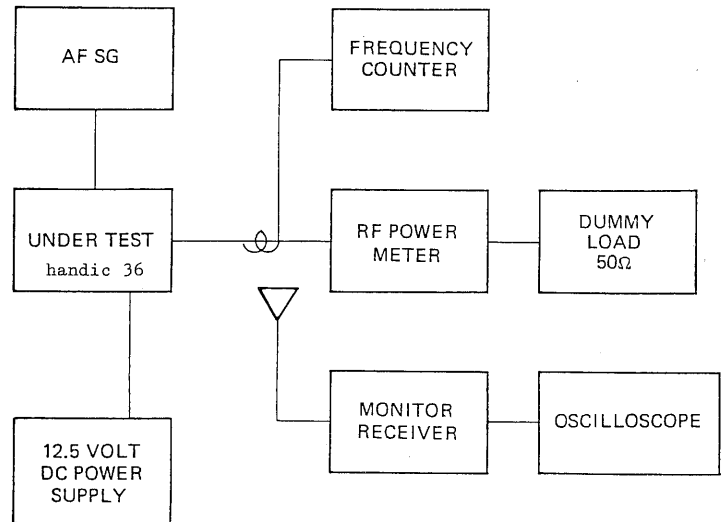 AF SG
FREQUENCY
COUNTER
UNDER TEST
handic 36
RF POWER
METER
DUMMY
LOAD
50Ω
MONITOR
RECEIVER
OSCILLOSCOPE
12.5 VOLT
DC POWER
SUPPLY